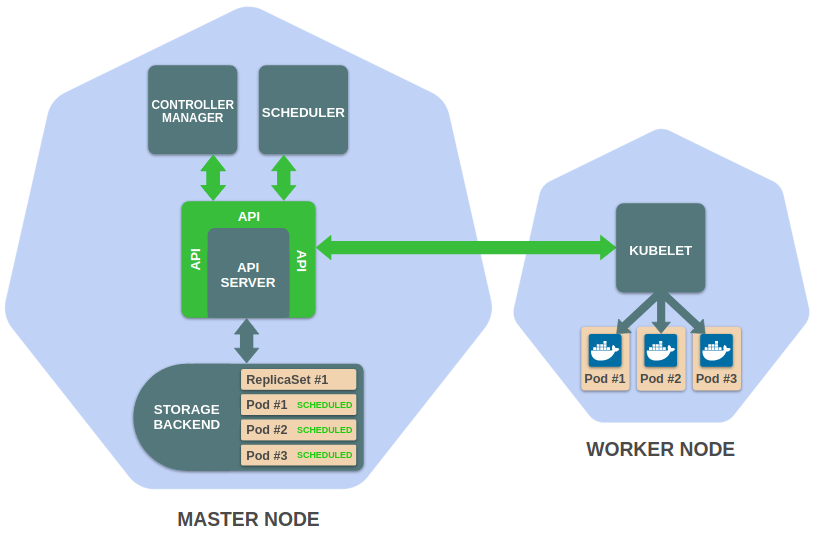 CONTROLLER
MANAGER
SCHEDULER
API
API
API
API
SERVER
KUBELET
STORAGE
BACKEND
ReplicaSet #1
Pod #1 SCHEDULED
Pod #2 SCHEDULED
Pod #3 SCHEDULED
Pod #1
Pod #2
Pod #3
MASTER NODE
WORKER NODE